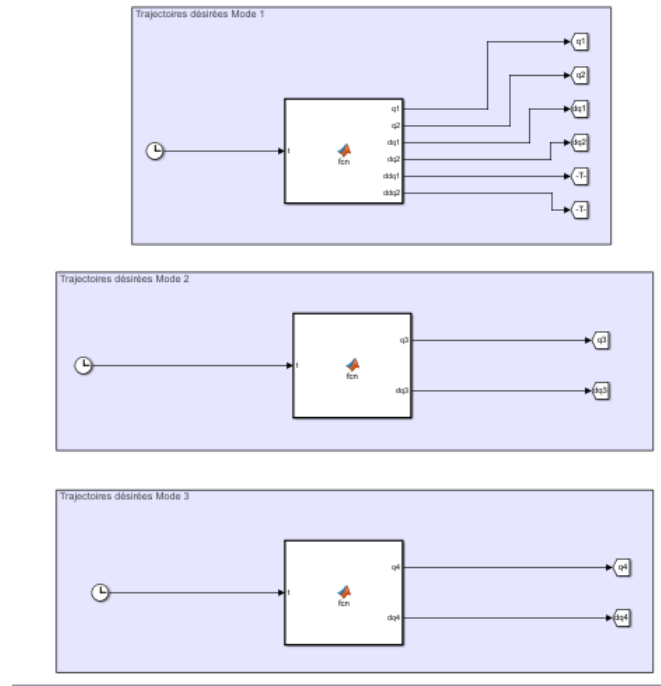 Trajectoires désirées Mode 1
q1
q2
dq1
dq2
-T-
-T-
t
fcn
q1
q2
dq1
dq2
ddq1
ddq2
Trajectoires désirées Mode 2
t
fcn
q3
dq3
q3
dq3
Trajectoires désirées Mode 3
t
fcn
q4
dq4
q4
dq4